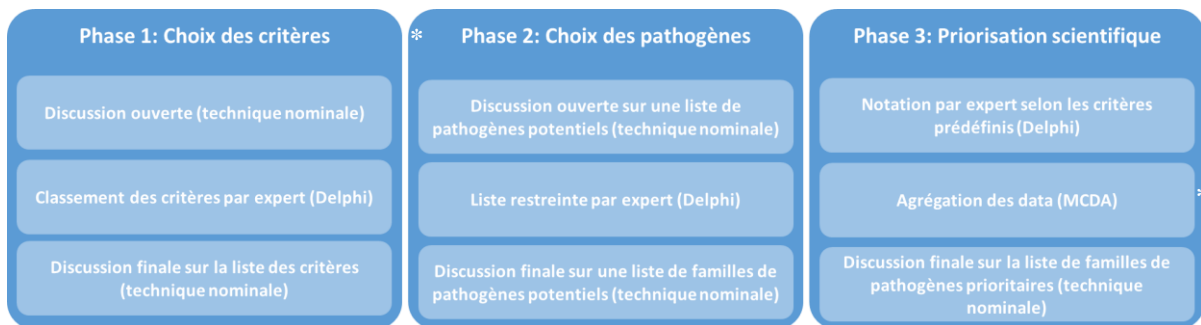 Phase 1: Choix des critères
Discussion ouverte (technique nominale)
Classement des critères par expert (Delphi)
Discussion finale sur la liste des critères
(technique nominale)
*
Phase 2: Choix des pathogènes
Discussion ouverte sur une liste de
pathogènes potentiels (technique nominale)
Liste restreinte par expert (Delphi)
Discussion finale sur une liste de familles de
pathogènes potentiels (technique nominale)
Phase 3: Priorisation scientifique
Notation par expert selon les critères
prédéfinis (Delphi)
Agrégation des data (MCDA)
*
Discussion finale sur la liste de familles de
pathogènes prioritaires (technique
nominale)